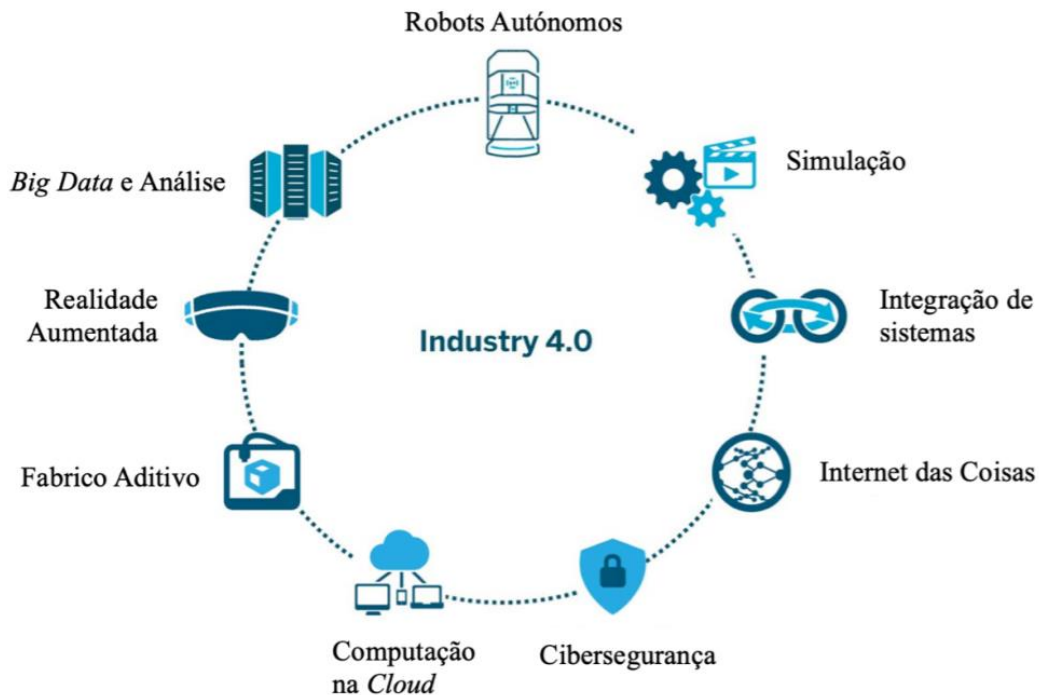 Robots Autónomos
Simulação
Integração de
sistemas
Internet das Coisas
Cibersegurança
Computação
na Cloud
Fabrico Aditivo
Realidade
Aumentada
Big Data e Análise
Industry 4.0